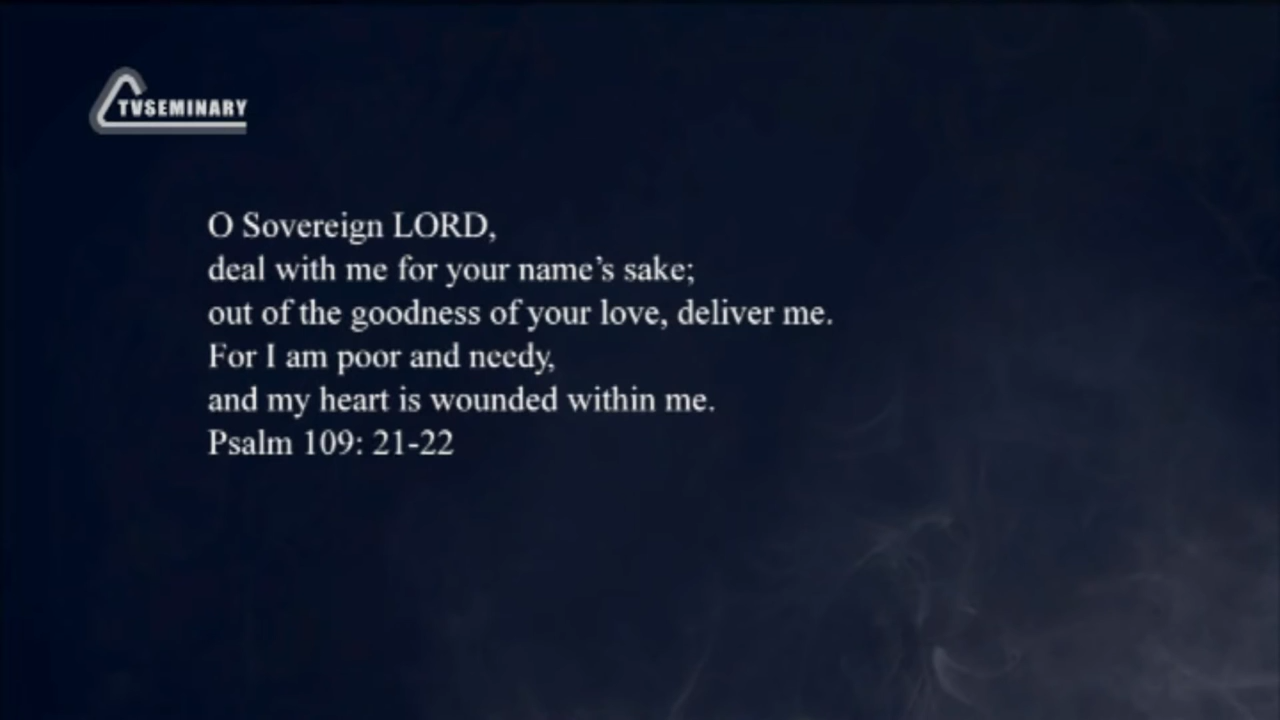 TVSEMINARY
O Sovereign LORD,
deal with me for your name’s sake;
out of the goodness of your love, deliver me.
For I am poor and needy,
and my heart is wounded within me.
Psalm 109: 21-22